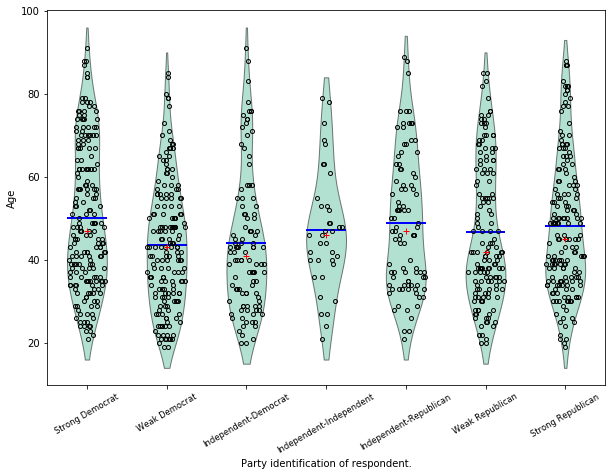 100
80
60
40
20
Age
Strong Democrat
Weak Democrat
Independent-Democrat
Independent-Independent
Independent-Republican
Weak Republican
Strong Republican
Party identification of respondent.